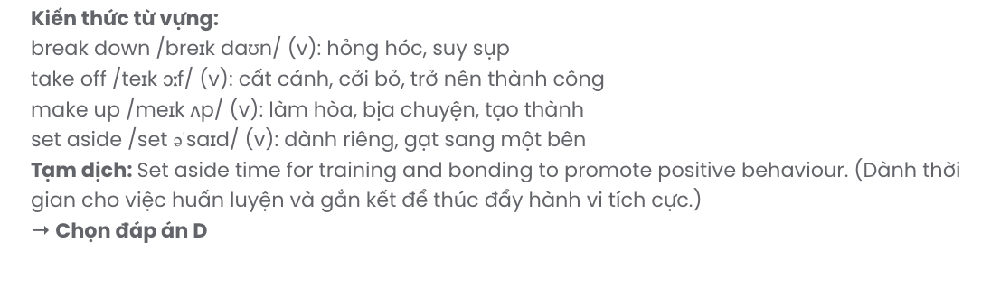 Kiến thức từ vựng:
break down /breɪk daʊn/ (v): hỏng hóc, suy sụp
take off /teɪk ɔːf/ (v): cất cánh, cởi bỏ, trở nên thành công
make up /meɪk ʌp/ (v): làm hòa, bịa chuyện, tạo thành
set aside /set əˈsaɪd/ (v): dành riêng, gạt sang một bên
Tạm dịch: Set aside time for training and bonding to promote positive behaviour. (Dành thời
gian cho việc huấn luyện và gắn kết để thúc đẩy hành vi tích cực.)
→ Chọn đáp án D